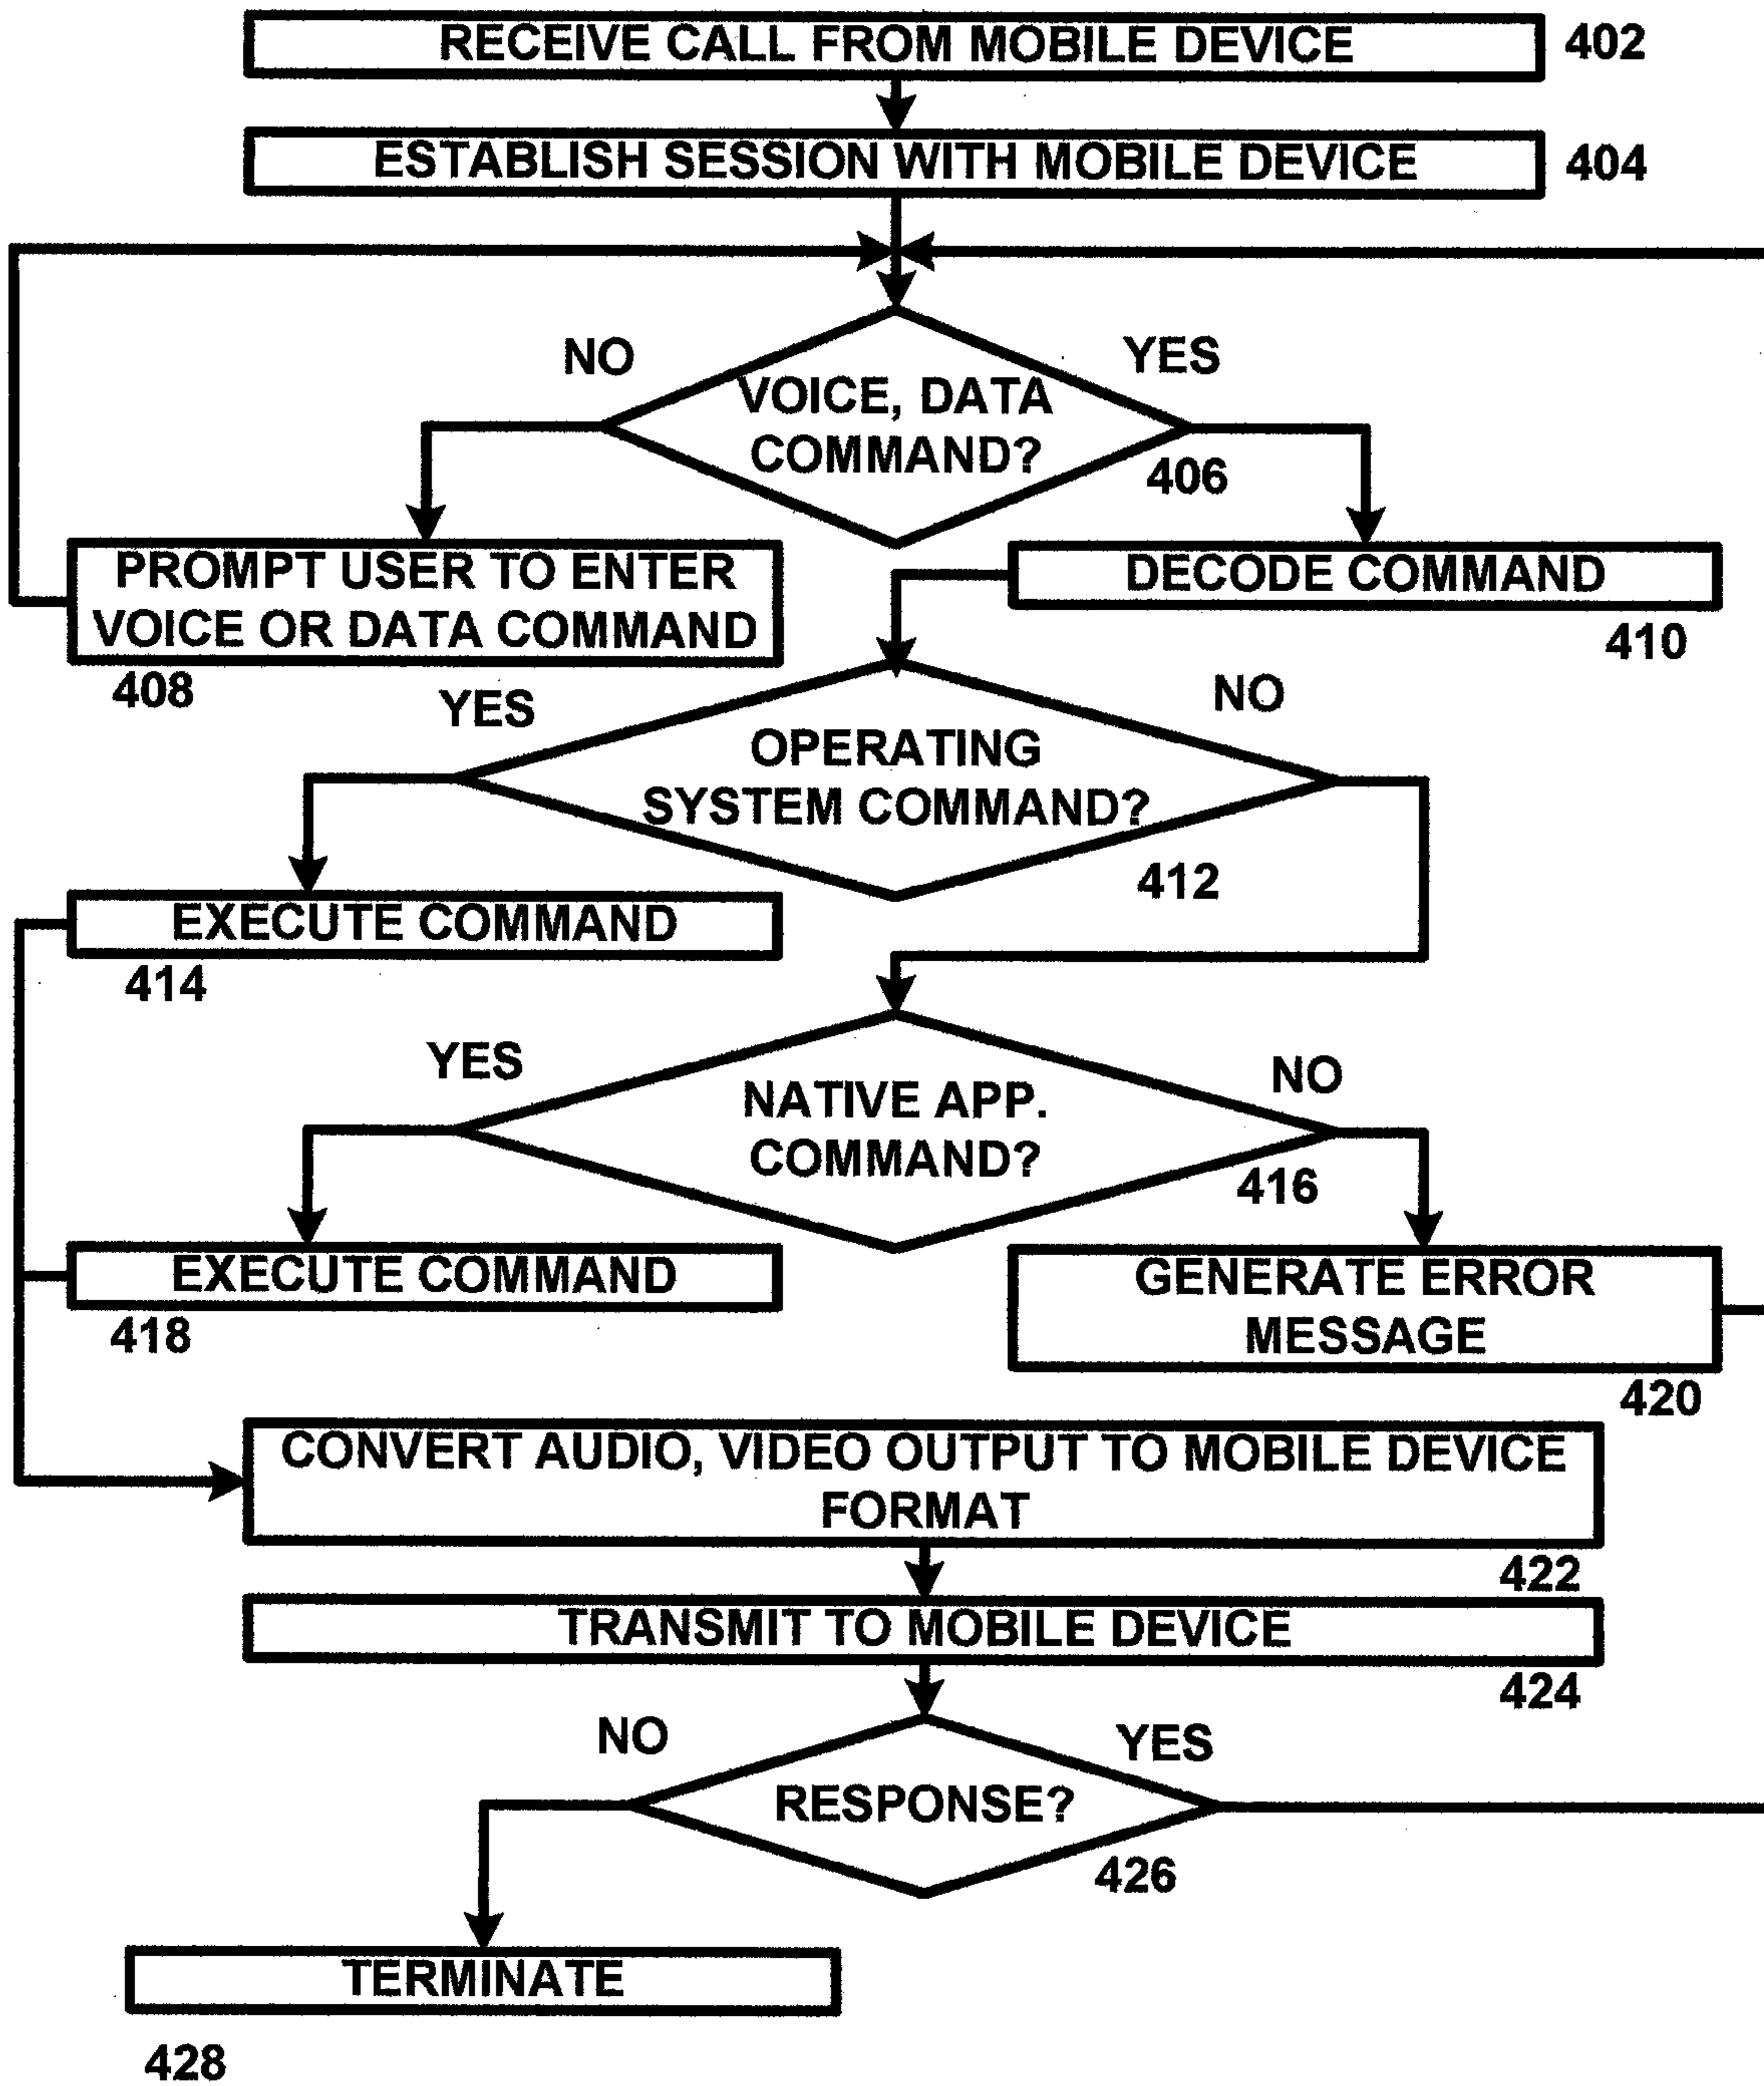 RECEIVE CALL FROM MOBILE DEVICE
402
ESTABLISH SESSION WITH MOBILE DEVICE
404
NO
YES
VOICE, DATA
COMMAND?
406
PROMPT USER TO ENTER
VOICE OR DATA COMMAND
408
DECODE COMMAND
410
YES
NO
OPERATING
SYSTEM COMMAND?
412
EXECUTE COMMAND
414
YES
NO
NATIVE APP.
COMMAND?
416
EXECUTE COMMAND
418
GENERATE ERROR
MESSAGE
420
CONVERT AUDIO, VIDEO OUTPUT TO MOBILE DEVICE
FORMAT
422
TRANSMIT TO MOBILE DEVICE
424
NO
YES
RESPONSE?
426
TERMINATE
428